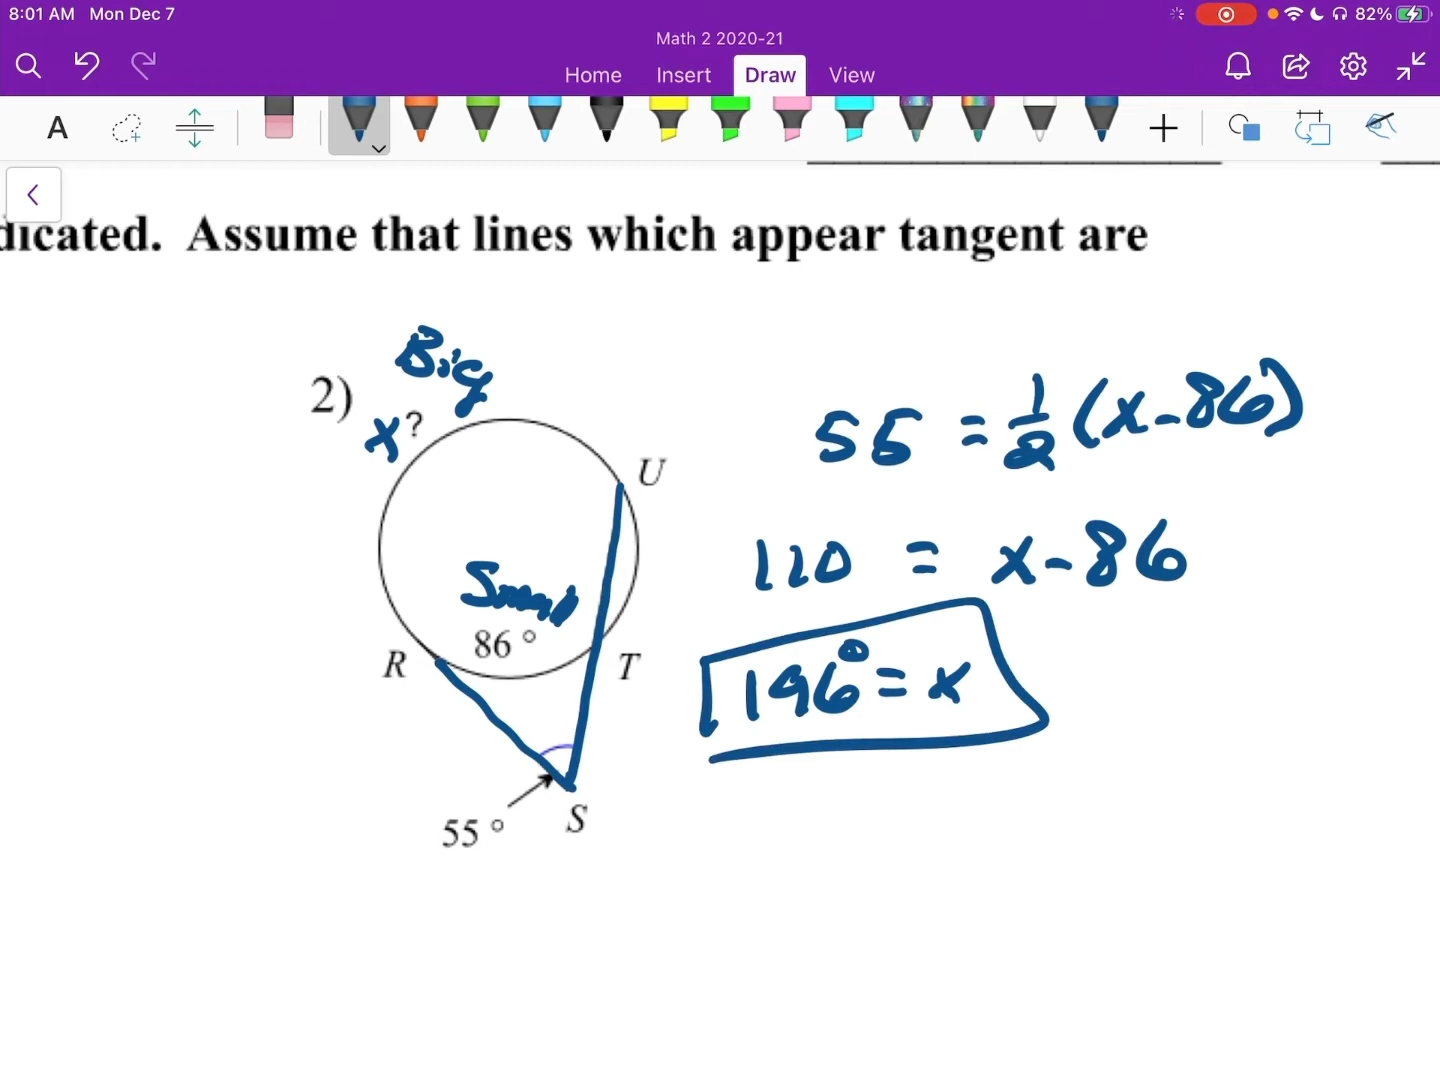 8:01 AM Mon Dec 7
82%
Math 2 2020-21
Home Insert Draw View
A
dicated. Assume that lines which appear tangent are
2)
Big
x?
U
55 = 1/2 (x-86)
110 = x-86
Small
86°
R
T
196° = x
55°
S